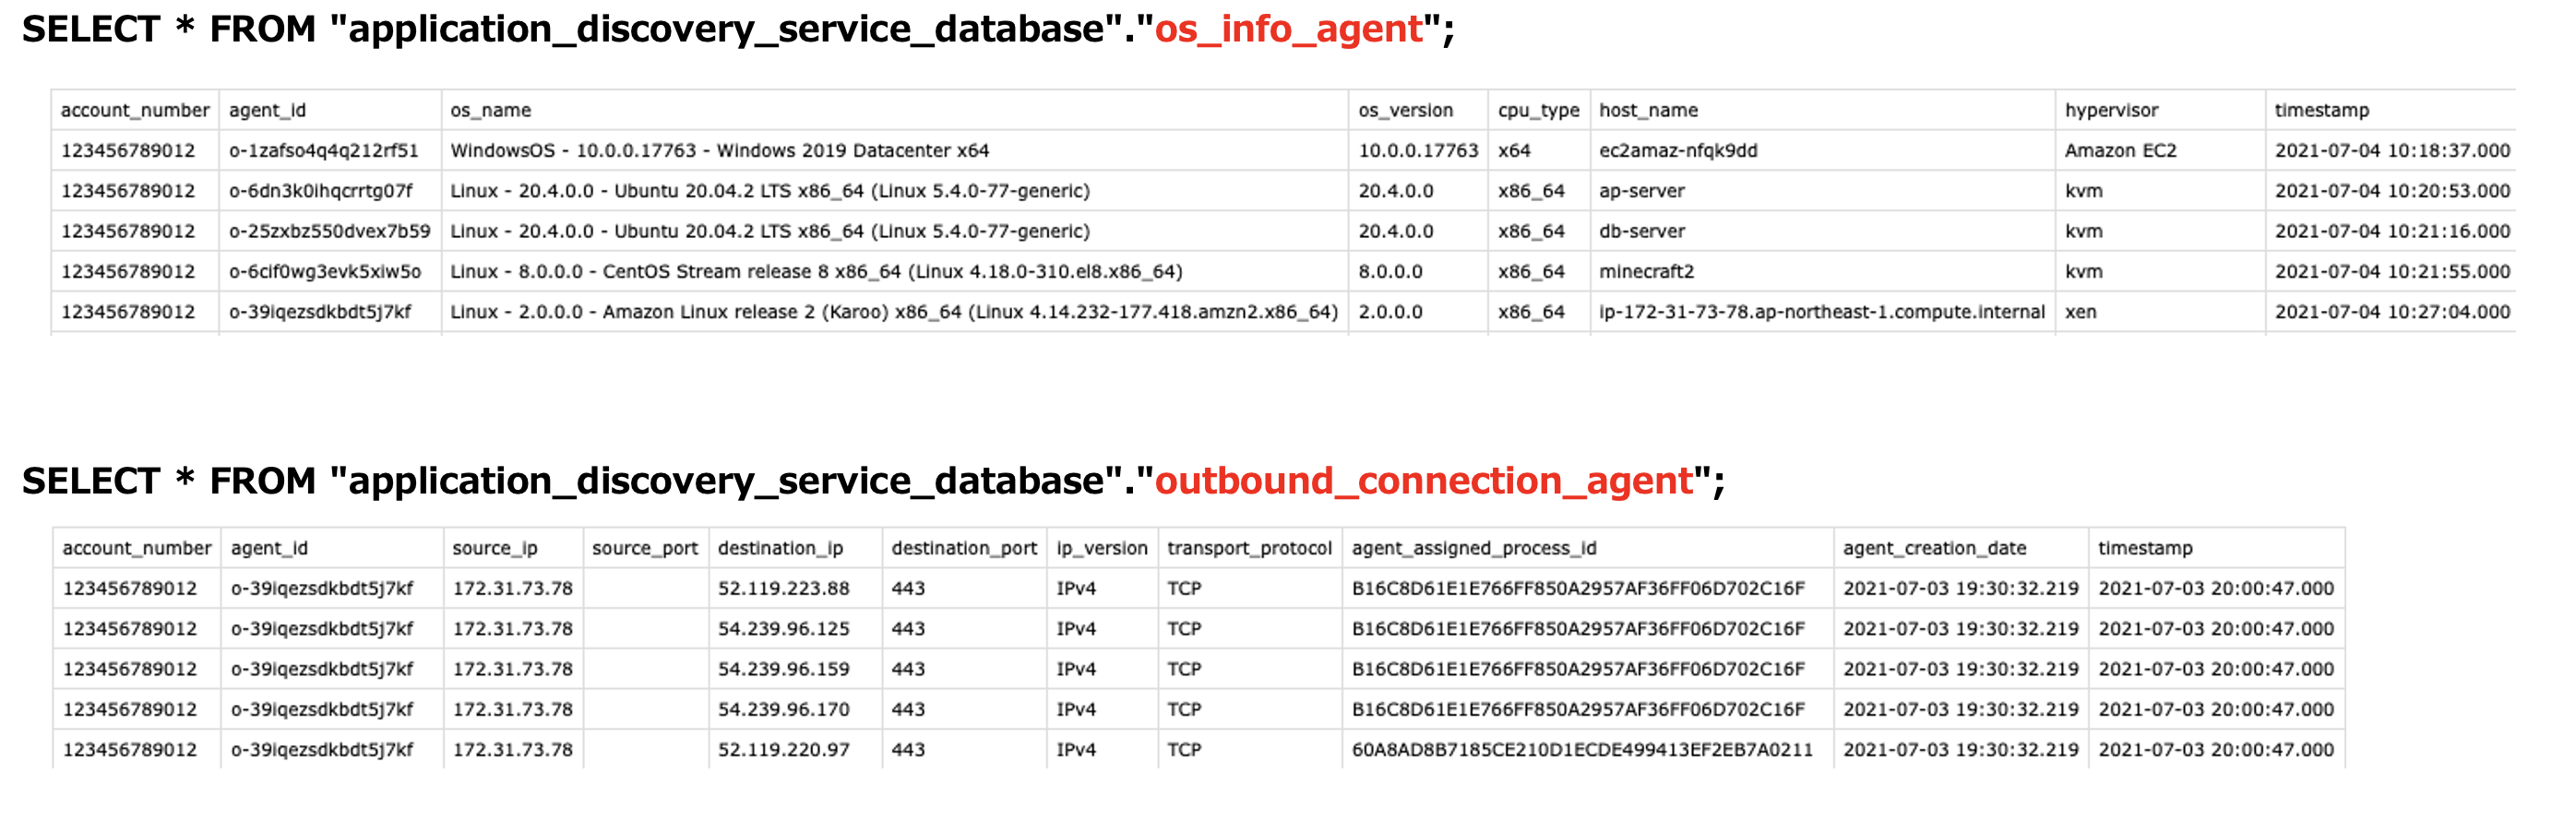 SELECT * FROM "application_discovery_service_database"."os_info_agent";
account_number agent_id os_name os_version cpu_type host_name hypervisor timestamp
123456789012 o-1zafso4q4q212rf51 WindowsOS - 10.0.0.17763 - Windows 2019 Datacenter x64 10.0.0.17763 x64 ec2amaz-nfqk9dd Amazon EC2 2021-07-04 10:18:37.000
123456789012 o-6dn3k0ihqcrrtg07f Linux - 20.4.0.0 - Ubuntu 20.04.2 LTS x86_64 (Linux 5.4.0-77-generic) 20.4.0.0 x86_64 ap-server kvm 2021-07-04 10:20:53.000
123456789012 o-25zxbz550dvex7b59 Linux - 20.4.0.0 - Ubuntu 20.04.2 LTS x86_64 (Linux 5.4.0-77-generic) 20.4.0.0 x86_64 db-server kvm 2021-07-04 10:21:16.000
123456789012 o-6cif0wg3evk5xiw5o Linux - 8.0.0.0 - CentOS Stream release 8 x86_64 (Linux 4.18.0-310.el8.x86_64) 8.0.0.0 x86_64 minecraft2 kvm 2021-07-04 10:21:55.000
123456789012 o-39iqezsdkbdt5j7kf Linux - 2.0.0.0 - Amazon Linux release 2 (Karoo) x86_64 (Linux 4.14.232-177.418.amzn2.x86_64) 2.0.0.0 x86_64 ip-172-31-73-78.ap-northeast-1.compute.internal xen 2021-07-04 10:27:04.000
SELECT * FROM "application_discovery_service_database"."outbound_connection_agent";
account_number agent_id source_ip source_port destination_ip destination_port ip_version transport_protocol agent_assigned_process_id agent_creation_date timestamp
123456789012 o-39iqezsdkbdt5j7kf 172.31.73.78 52.119.223.88 443 IPv4 TCP B16C8D61E1E766FF850A2957AF36FF06D702C16F 2021-07-03 19:30:32.219 2021-07-03 20:00:47.000
123456789012 o-39iqezsdkbdt5j7kf 172.31.73.78 54.239.96.125 443 IPv4 TCP B16C8D61E1E766FF850A2957AF36FF06D702C16F 2021-07-03 19:30:32.219 2021-07-03 20:00:47.000
123456789012 o-39iqezsdkbdt5j7kf 172.31.73.78 54.239.96.159 443 IPv4 TCP B16C8D61E1E766FF850A2957AF36FF06D702C16F 2021-07-03 19:30:32.219 2021-07-03 20:00:47.000
123456789012 o-39iqezsdkbdt5j7kf 172.31.73.78 54.239.96.170 443 IPv4 TCP B16C8D61E1E766FF850A2957AF36FF06D702C16F 2021-07-03 19:30:32.219 2021-07-03 20:00:47.000
123456789012 o-39iqezsdkbdt5j7kf 172.31.73.78 52.119.220.97 443 IPv4 TCP 60A8AD8B7185CE210D1ECDE499413EF2EB7A0211 2021-07-03 19:30:32.219 2021-07-03 20:00:47.000